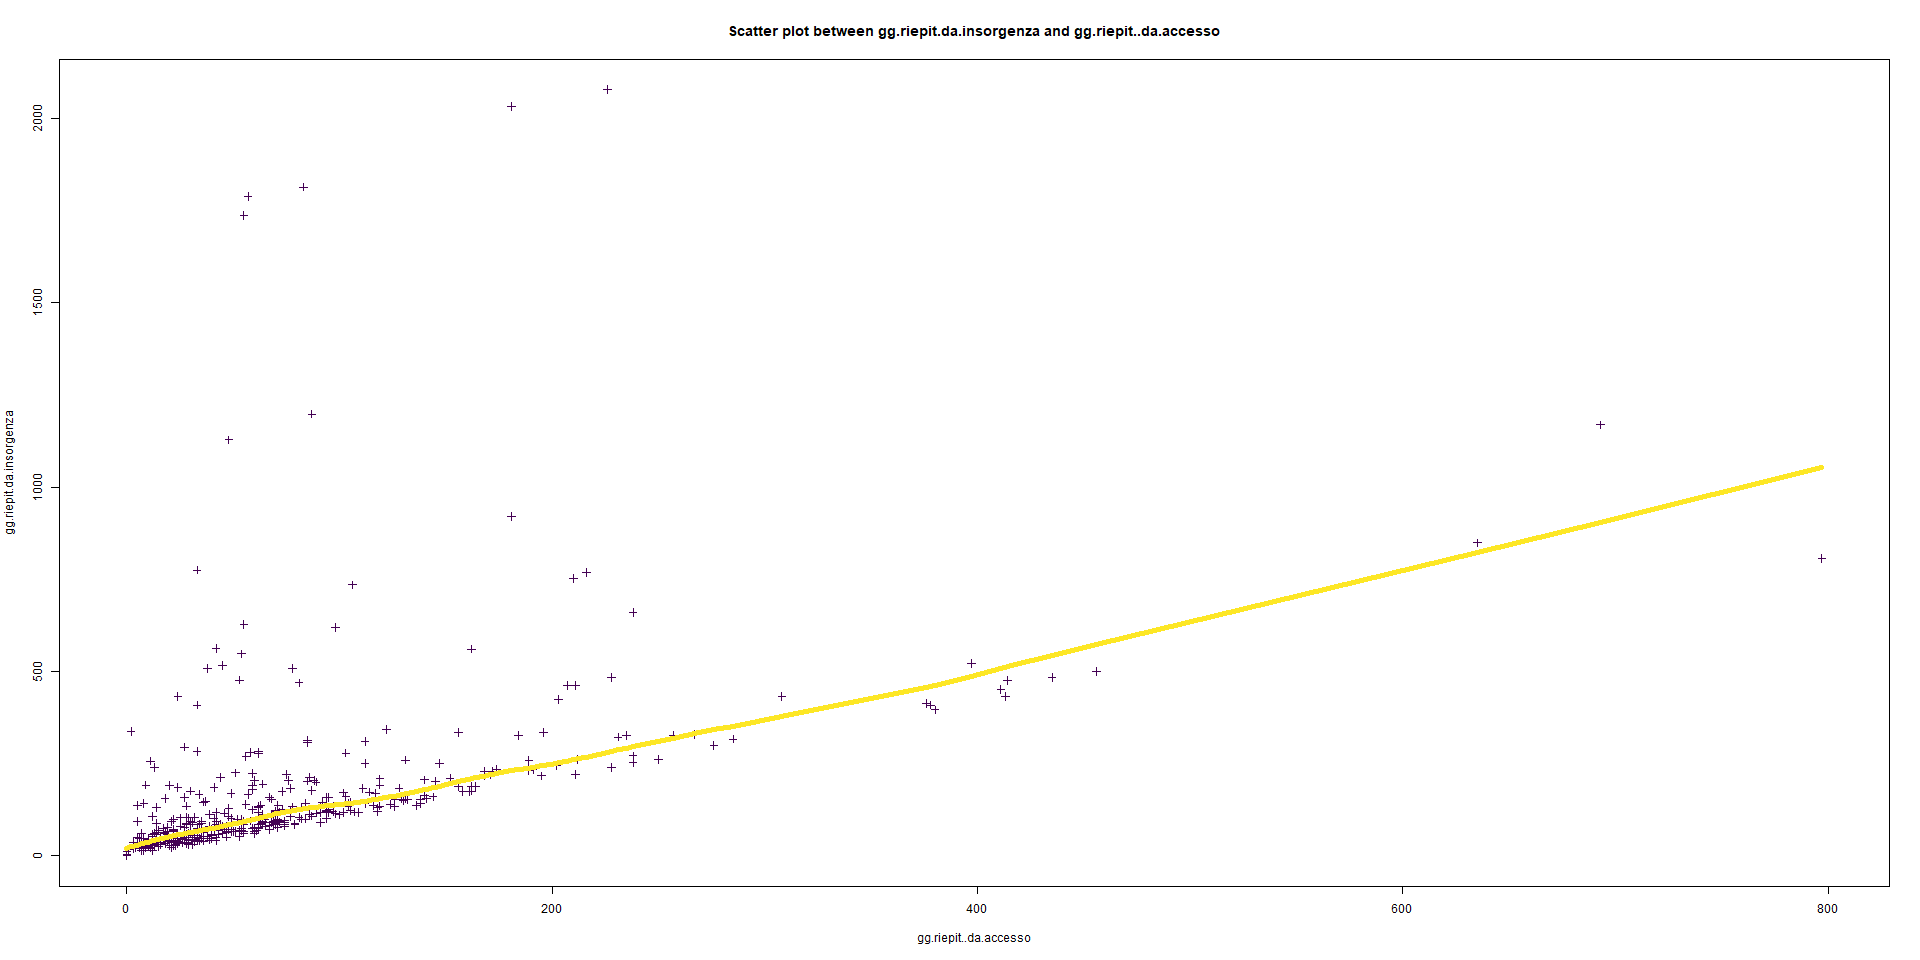 Scatter plot between gg.riepit.da.insorgenza and gg.riepit..da.accesso
2000
1500
1000
500
0
gg.riepit.da.insorgenza
0 200 400 600 800
gg.riepit..da.accesso